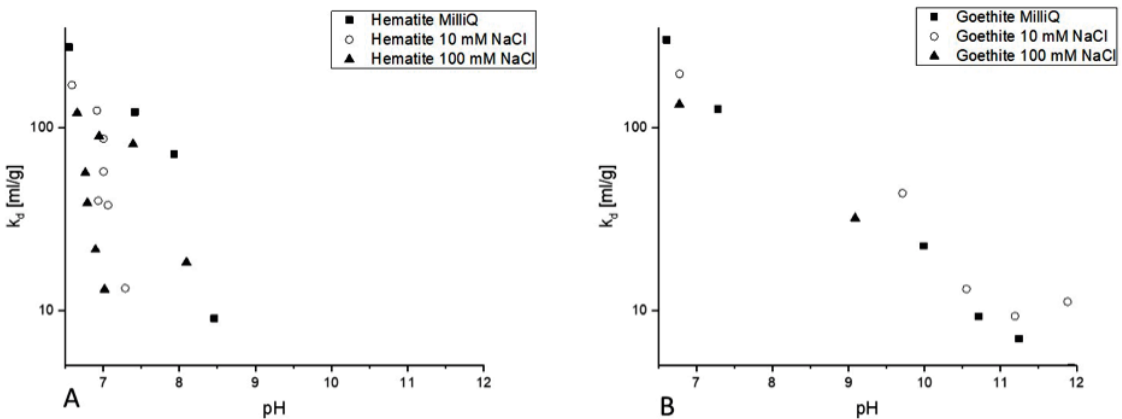 Hematite MilliQ
Hematite 10 mM NaCl
Hematite 100 mM NaCl
100
10
k_d [ml/g]
7 8 9 10 11 12
pH
A
Goethite MilliQ
Goethite 10 mM NaCl
Goethite 100 mM NaCl
100
10
k_d [ml/g]
7 8 9 10 11 12
pH
B